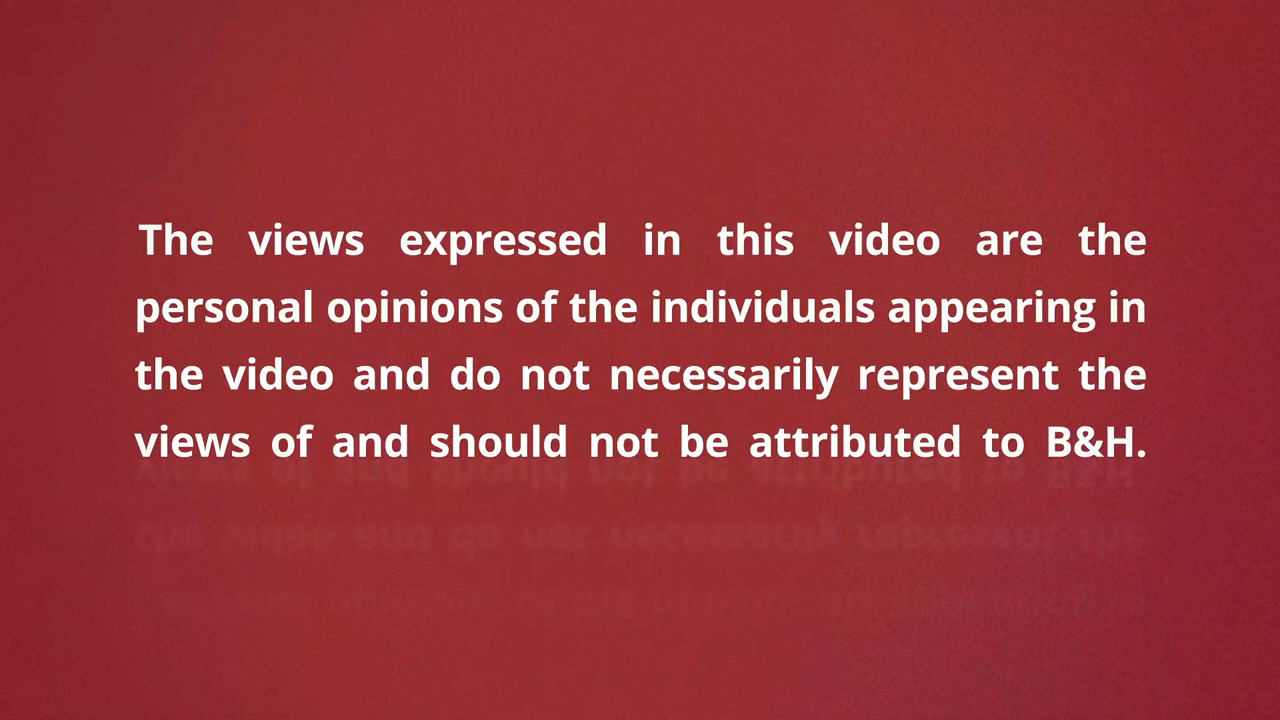 The views expressed in this video are the
personal opinions of the individuals appearing in
the video and do not necessarily represent the
views of and should not be attributed to B&H.